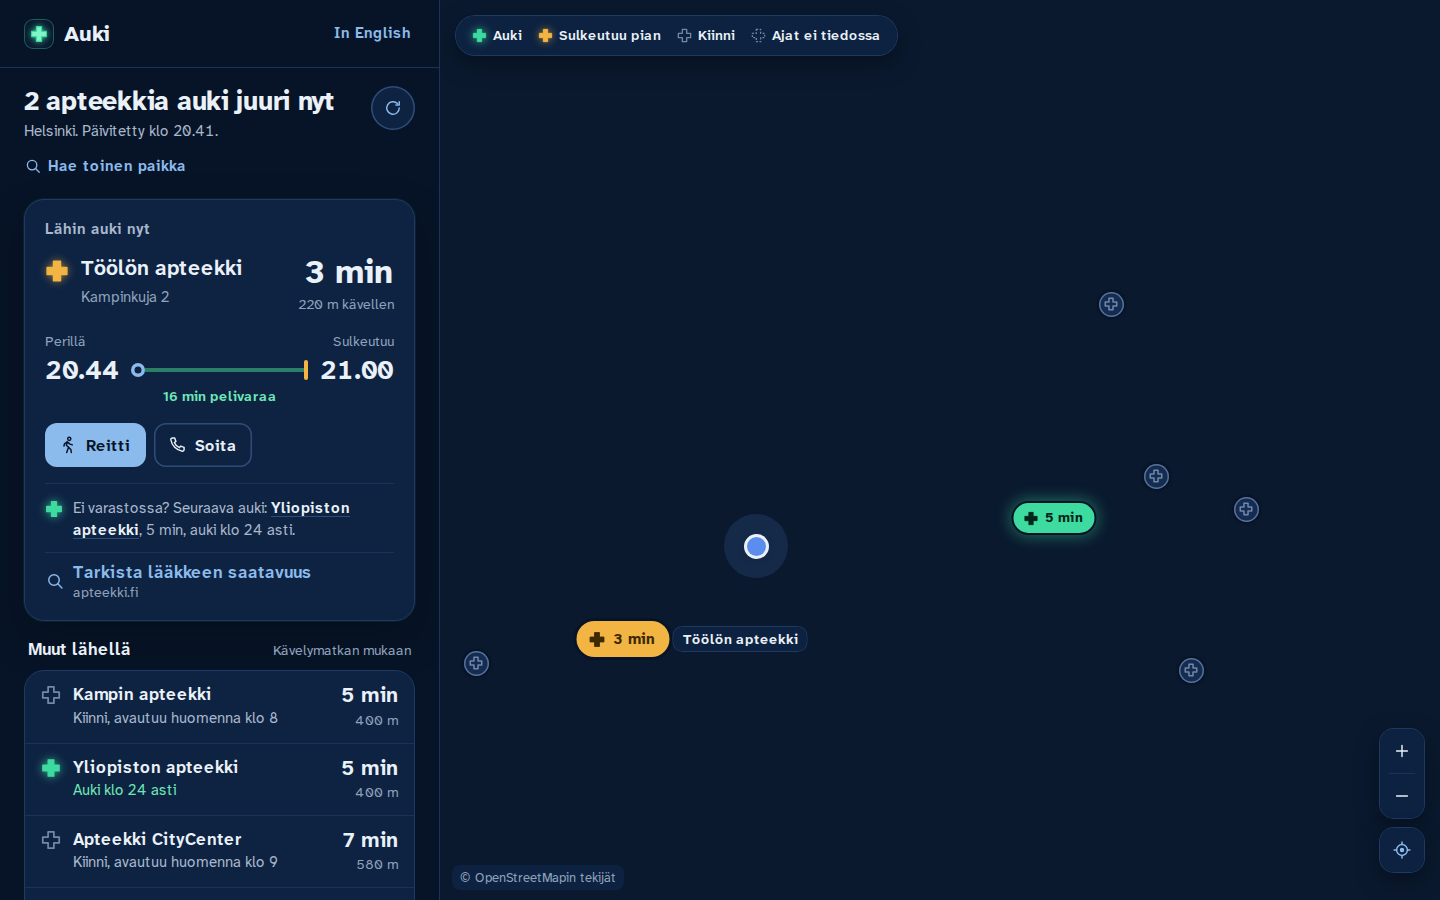 Auki
In English
2 apteekkia auki juuri nyt
Helsinki. Päivitetty klo 20.41.
Hae toinen paikka
Lähin auki nyt
Töölön apteekki
3 min
Kampinkuja 2
220 m kävellen
Perillä
Sulkeutuu
20.44
21.00
16 min pelivaraa
Reitti
Soita
Ei varastossa? Seuraava auki: Yliopiston
apteekki, 5 min, auki klo 24 asti.
Tarkista lääkkeen saatavuus
apteekki.fi
Muut lähellä
Kävelymatkan mukaan
Kampin apteekki
5 min
Kiinni, avautuu huomenna klo 8
400 m
Yliopiston apteekki
5 min
Auki klo 24 asti
400 m
Apteekki CityCenter
7 min
Kiinni, avautuu huomenna klo 9
580 m
Auki
Sulkeutuu pian
Kiinni
Ajat ei tiedossa
5 min
3 min
Töölön apteekki
+
−
© OpenStreetMapin tekijät